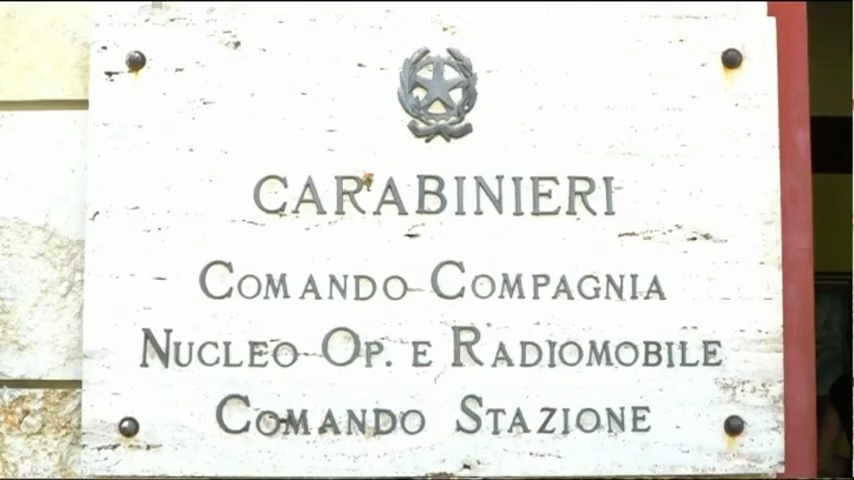 CARABINIERI
COMANDO COMPAGNIA
NUCLEO OP. E RADIOMOBILE
COMANDO STAZIONE